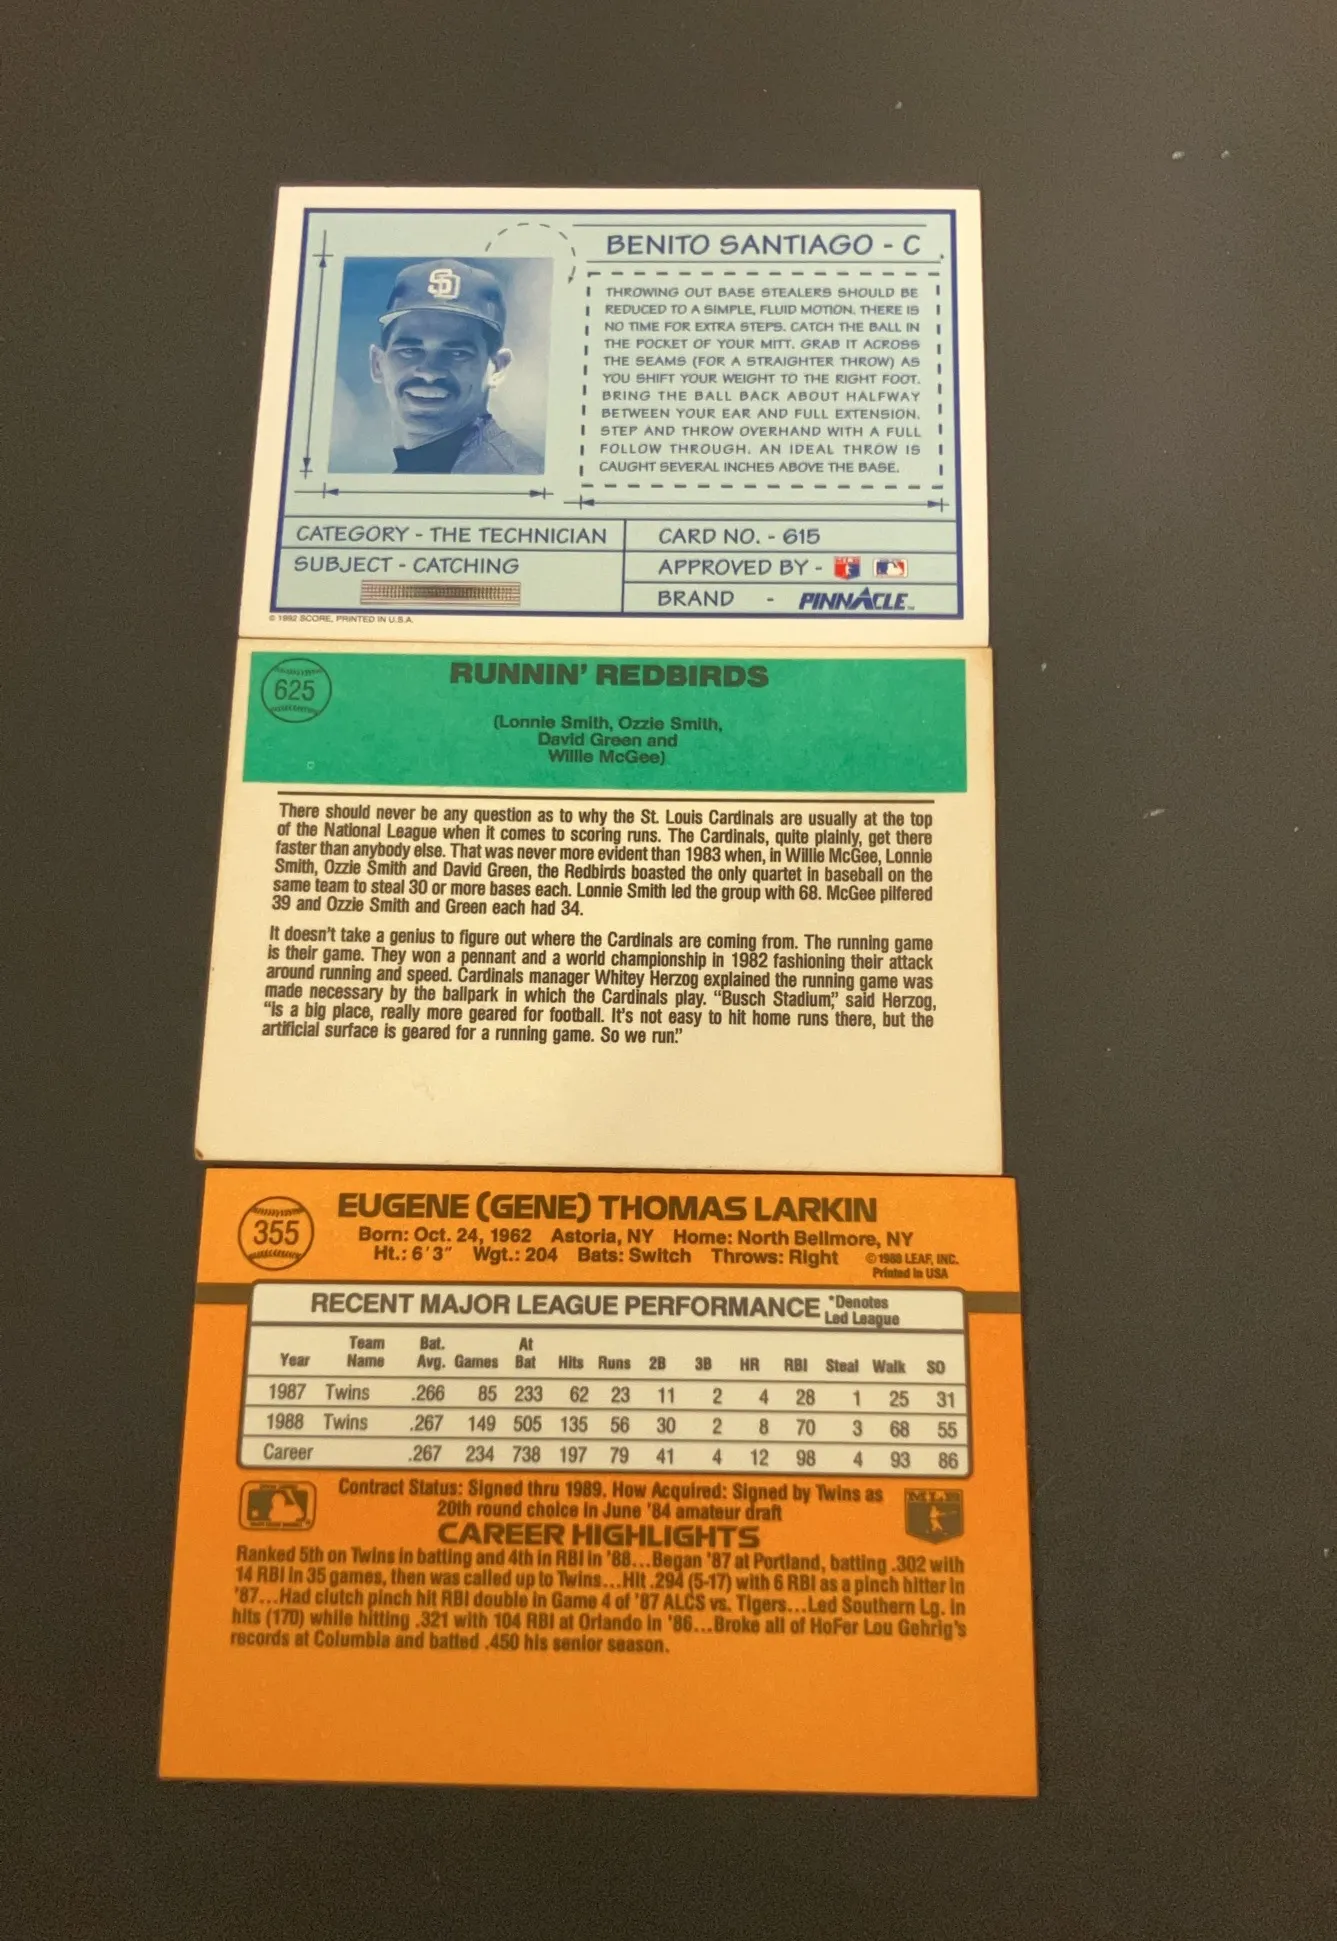 BENITO SANTIAGO - C
THROWING OUT BASE STEALERS SHOULD BE
REDUCED TO A SIMPLE, FLUID MOTION. THERE IS
NO TIME FOR EXTRA STEPS. CATCH THE BALL IN
THE POCKET OF YOUR MITT. GRAB IT ACROSS
THE SEAMS (FOR A STRAIGHTER THROW) AS
YOU SHIFT YOUR WEIGHT TO THE RIGHT FOOT.
BRING THE BALL BACK ABOUT HALFWAY
BETWEEN YOUR EAR AND FULL EXTENSION.
STEP AND THROW OVERHAND WITH A FULL
FOLLOW THROUGH. AN IDEAL THROW IS
CAUGHT SEVERAL INCHES ABOVE THE BASE.
SD
CATEGORY - THE TECHNICIAN
SUBJECT - CATCHING
CARD NO. - 615
APPROVED BY -
BRAND - PINNACLE
© 1992 SCORE, PRINTED IN U.S.A.
625
RUNNIN' REDBIRDS
(Lonnie Smith, Ozzie Smith,
David Green and
Willie McGee)
There should never be any question as to why the St. Louis Cardinals are usually at the top
of the National League when it comes to scoring runs. The Cardinals, quite plainly, get there
faster than anybody else. That was never more evident than 1983 when, in Willie McGee, Lonnie
Smith, Ozzie Smith and David Green, the Redbirds boasted the only quartet in baseball on the
same team to steal 30 or more bases each. Lonnie Smith led the group with 68. McGee pilfered
39 and Ozzie Smith and Green each had 34.
It doesn't take a genius to figure out where the Cardinals are coming from. The running game
is their game. They won a pennant and a world championship in 1982 fashioning their attack
around running and speed. Cardinals manager Whitey Herzog explained the running game was
made necessary by the ballpark in which the Cardinals play. "Busch Stadium," said Herzog,
"is a big place, really more geared for football. It's not easy to hit home runs there, but the
artificial surface is geared for a running game. So we run."
355
EUGENE (GENE) THOMAS LARKIN
Born: Oct. 24, 1962 Astoria, NY Home: North Bellmore, NY
Ht.: 6'3" Wgt.: 204 Bats: Switch Throws: Right
©1988 LEAF, INC.
Printed in USA
RECENT MAJOR LEAGUE PERFORMANCE *Denotes
Led League
Year Team Name Bat. Avg. Games At Bat Hits Runs 2B 3B HR RBI Steal Walk SO
1987 Twins .266 85 233 62 23 11 2 4 28 1 25 31
1988 Twins .267 149 505 135 56 30 2 8 70 3 68 55
Career .267 234 738 197 79 41 4 12 98 4 93 86
Contract Status: Signed thru 1989. How Acquired: Signed by Twins as
20th round choice in June '84 amateur draft
MLB
CAREER HIGHLIGHTS
Ranked 5th on Twins in batting and 4th in RBI in '88...Began '87 at Portland, batting .302 with
14 RBI in 35 games, then was called up to Twins...Hit .294 (5-17) with 6 RBI as a pinch hitter in
'87...Had clutch pinch hit RBI double in Game 4 of '87 ALCS vs. Tigers...Led Southern Lg. in
hits (170) while hitting .321 with 104 RBI at Orlando in '86...Broke all of HoFer Lou Gehrig's
records at Columbia and batted .450 his senior season.